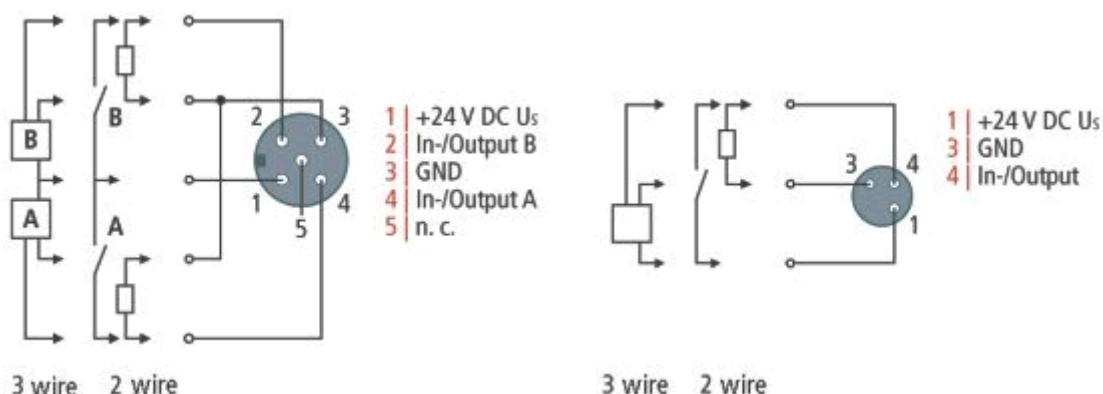 B
A
B
A
2
3
1
4
5
1 +24 V DC Us
2 In-/Output B
3 GND
4 In-/Output A
5 n. c.
3 wire 2 wire
3
4
1
1 +24 V DC Us
3 GND
4 In-/Output
3 wire 2 wire